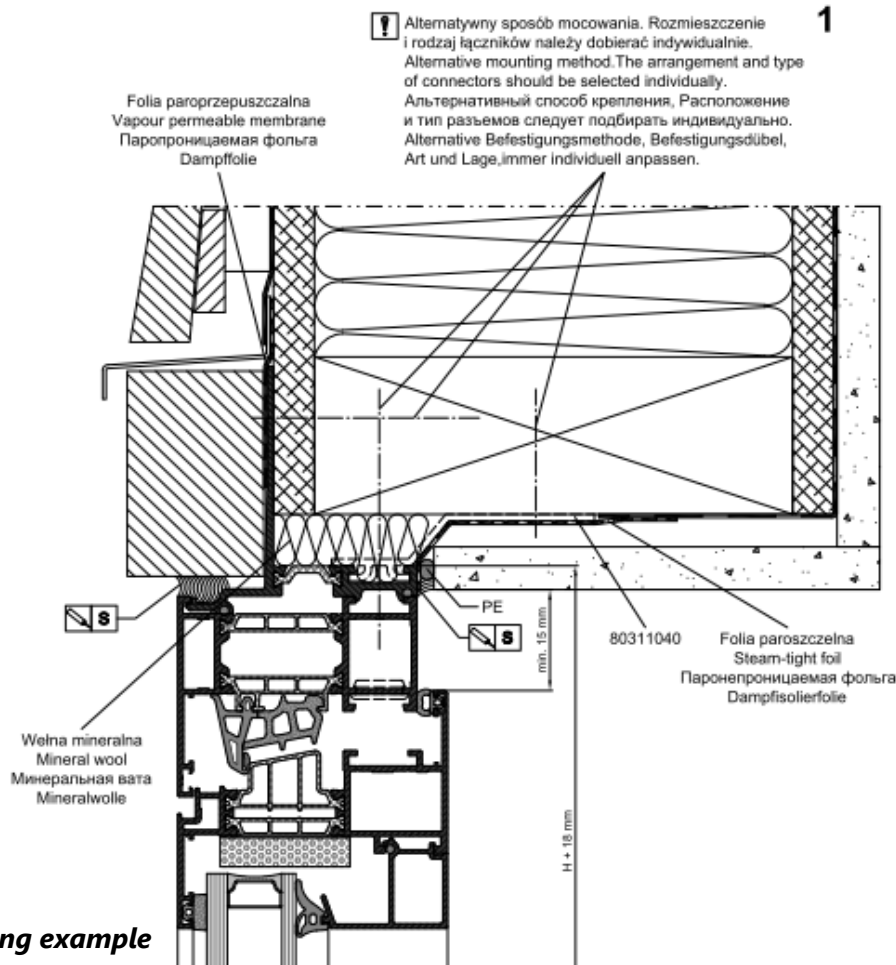 1
! Alternatywny sposób mocowania. Rozmieszczenie
i rodzaj łączników należy dobierać indywidualnie.
Alternative mounting method.The arrangement and type
of connectors should be selected individually.
Альтернативный способ крепления, Расположение
и тип разъемов следует подбирать индивидуально.
Alternative Befestigungsmethode, Befestigungsdübel,
Art und Lage,immer individuell anpassen.
Folia paroprzepuszczalna
Vapour permeable membrane
Паропроницаемая фольга
Dampffolie
S
PE
S
min. 15 mm
80311040
Folia paroszczelna
Steam-tight foil
Паронепроницаемая фольга
Dampfisolierfolie
Wełna mineralna
Mineral wool
Минеральная вата
Mineralwolle
H + 18 mm
ng example